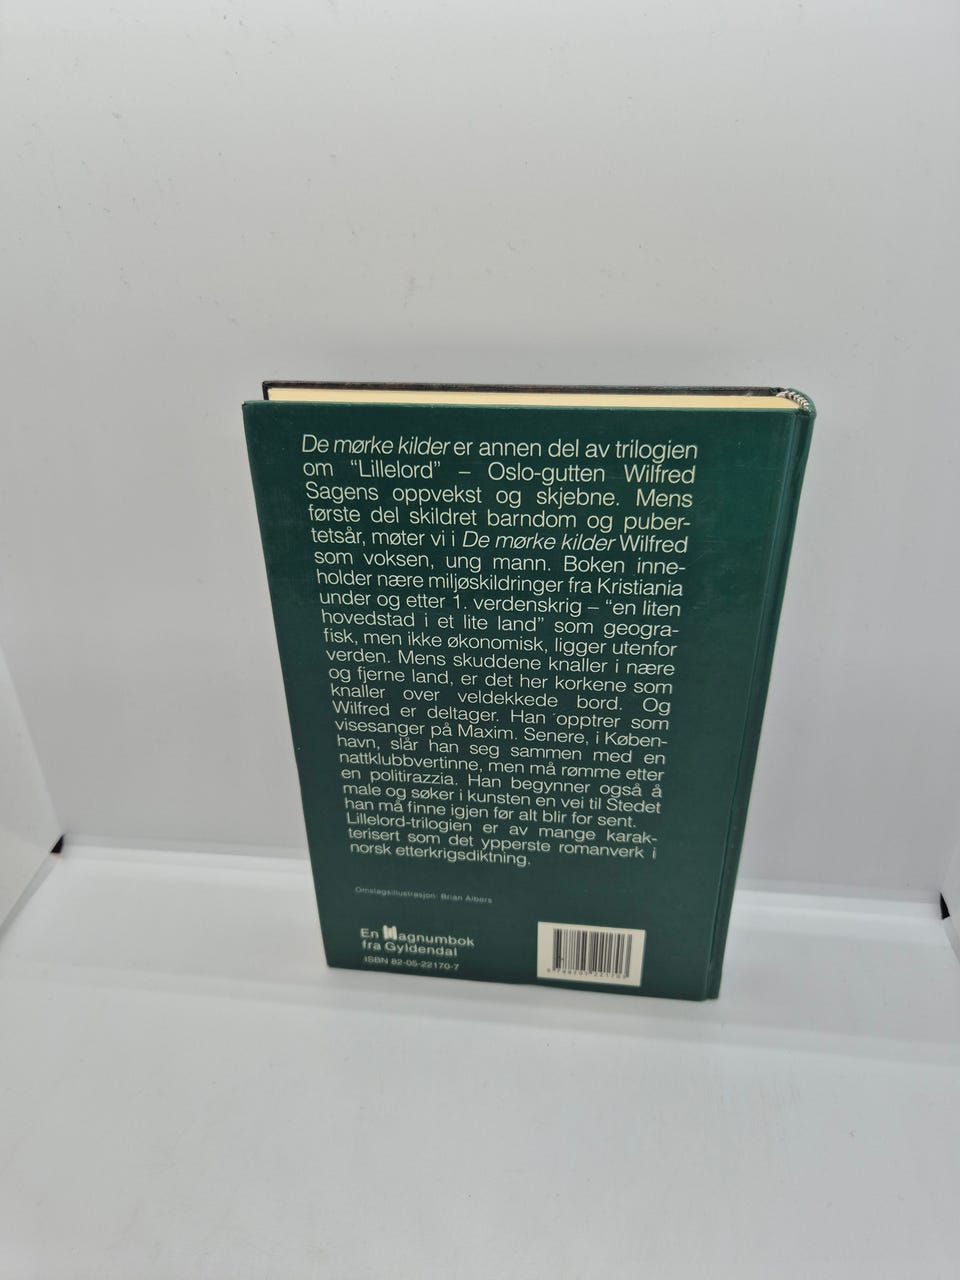 De mørke kilder er annen del av trilogien
om "Lillelord" – Oslo-gutten Wilfred
Sagens oppvekst og skjebne. Mens
første del skildret barndom og puber-
tetsår, møter vi i De mørke kilder Wilfred
som voksen, ung mann. Boken inne-
holder nære miljøskildringer fra Kristiania
under og etter 1. verdenskrig – "en liten
hovedstad i et lite land" som geogra-
fisk, men ikke økonomisk, ligger utenfor
verden. Mens skuddene knaller i nære
og fjerne land, er det her korkene som
knaller over veldekkede bord. Og
Wilfred er deltager. Han opptrer som
visesanger på Maxim. Senere, i Køben-
havn, slår han seg sammen med en
nattklubbvertinne, men må rømme etter
en politirazzia. Han begynner også å
male og søker i kunsten en vei til Stedet
han må finne igjen før alt blir for sent.
Lillelord-trilogien er av mange karak-
terisert som det ypperste romanverk i
norsk etterkrigsdiktning.
Omslagsillustrasjon: Brian Albers
En Magnumbok
fra Gyldendal
ISBN 82-05-22170-7